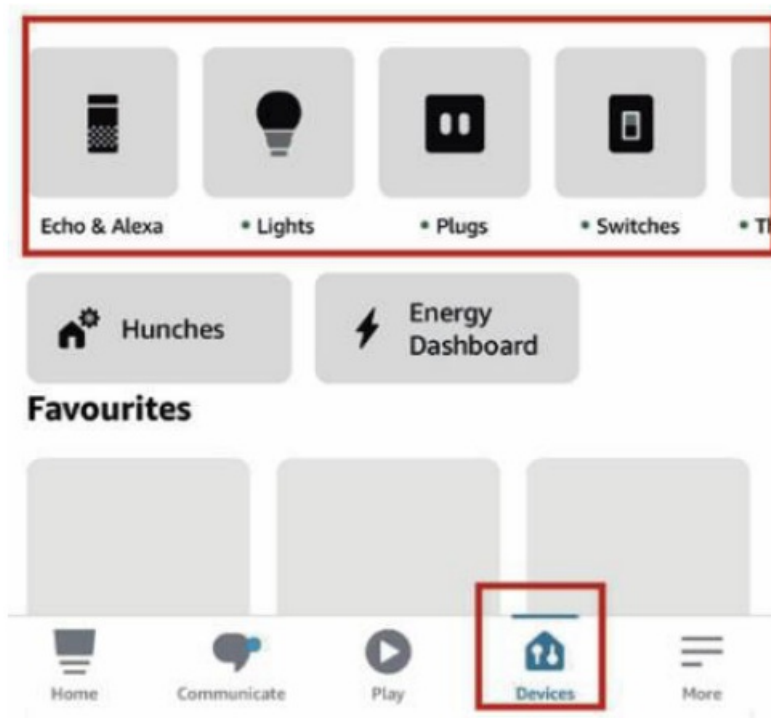 Echo & Alexa
• Lights
• Plugs
• Switches
Hunches
Energy
Dashboard
Favourites
Home
Communicate
Play
Devices
More